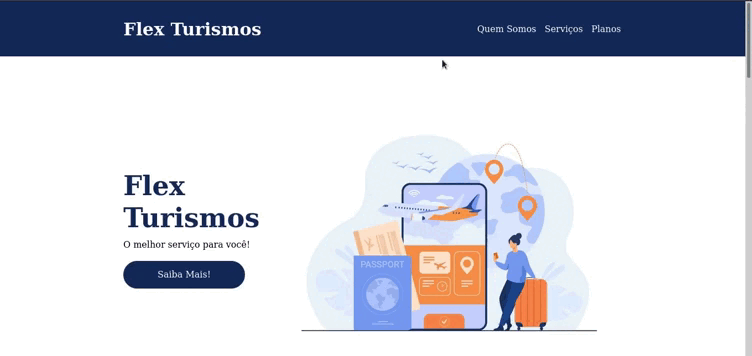 Flex Turismos
Quem Somos Serviços Planos
Flex
Turismos
O melhor serviço para você!
Saiba Mais!
PASSPORT